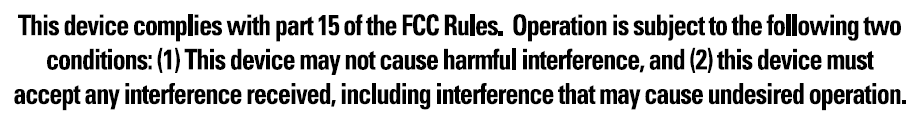 This device complies with part 15 of the FCC Rules. Operation is subject to the following two
conditions: (1) This device may not cause harmful interference, and (2) this device must
accept any interference received, including interference that may cause undesired operation.